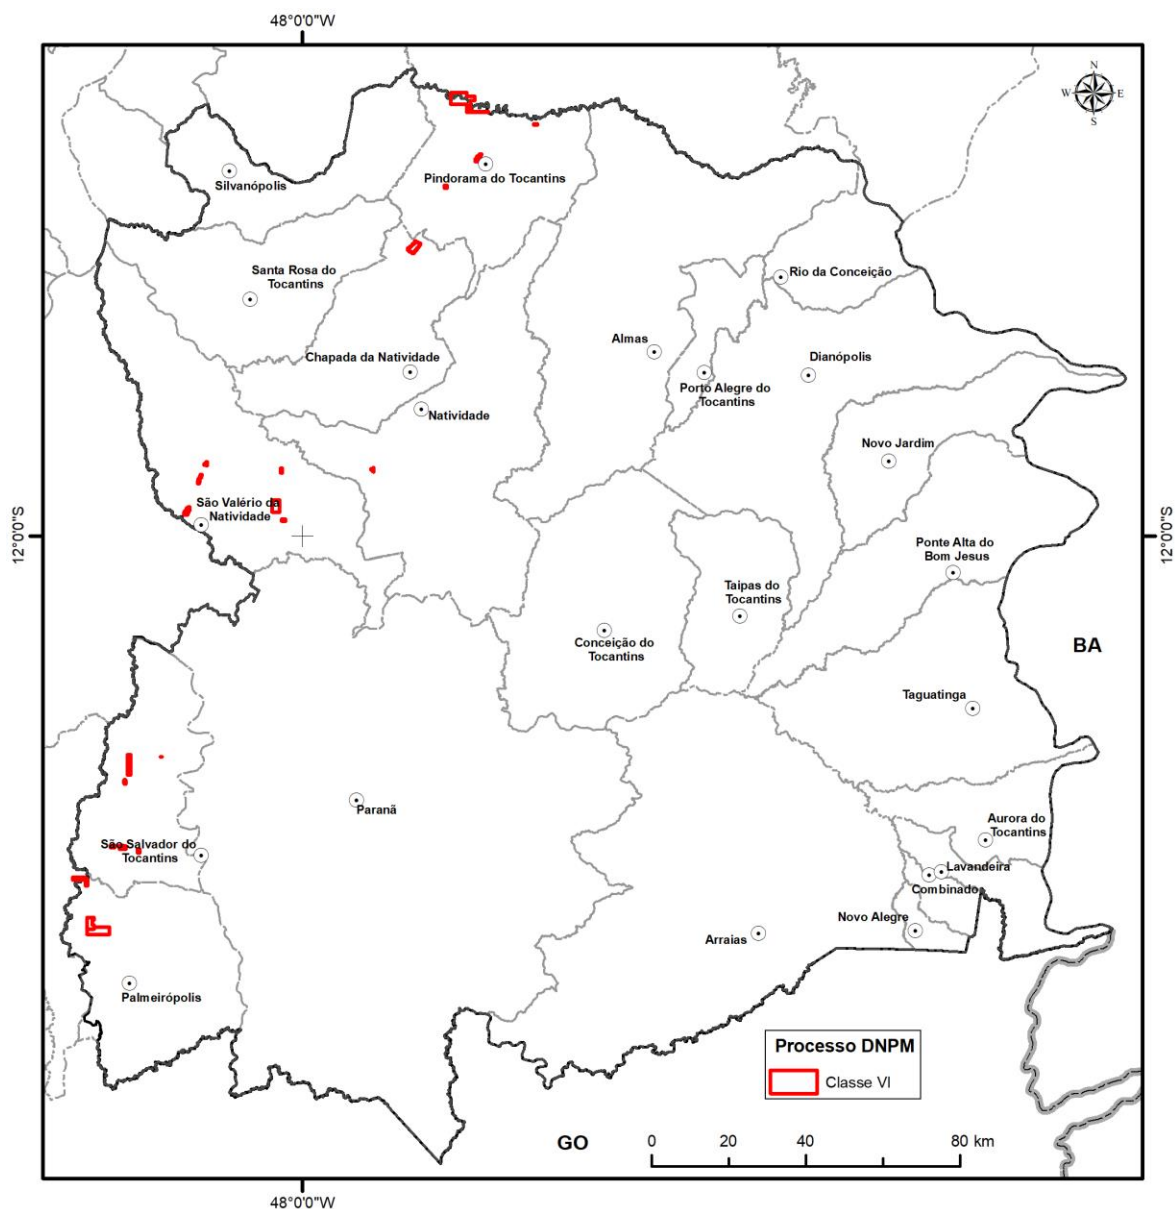 48°0'0"W
N
W
E
S
Silvanópolis
Pindorama do Tocantins
Santa Rosa do
Tocantins
Rio da Conceição
Chapada da Natividade
Almas
Dianópolis
Porto Alegre do
Tocantins
Natividade
Novo Jardim
São Valério da
Natividade
12°0'0"S
12°0'0"S
Ponte Alta do
Bom Jesus
Taipas do
Tocantins
Conceição do
Tocantins
BA
Taguatinga
Paranã
Aurora do
Tocantins
São Salvador do
Tocantins
Lavandeira
Combinado
Novo Alegre
Arraias
Palmeirópolis
Processo DNPM
Classe VI
GO
0 20 40 80 km
48°0'0"W